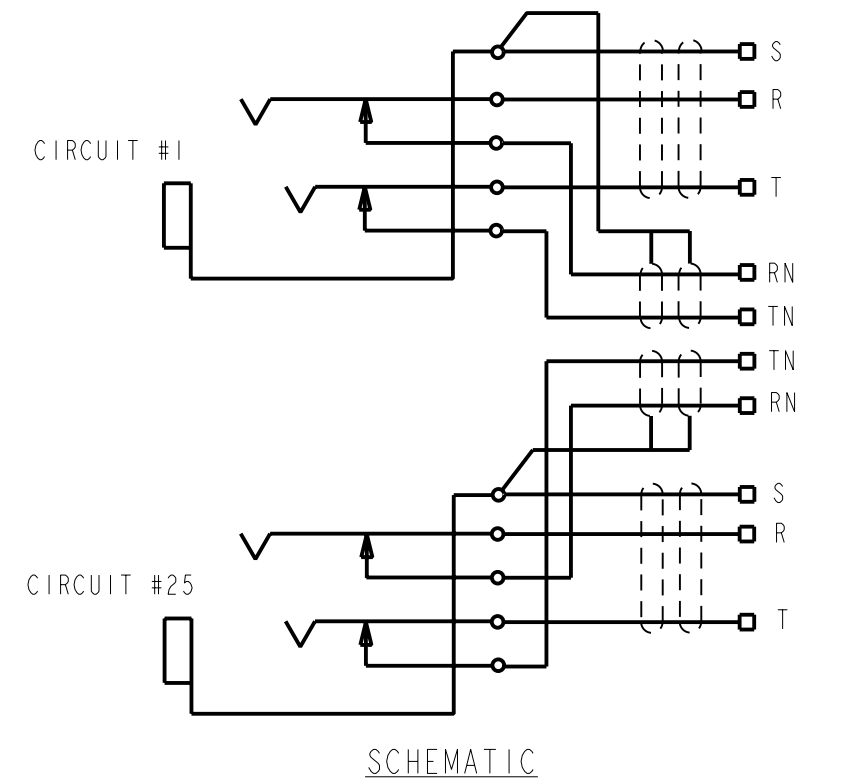 S
R
CIRCUIT #1
T
RN
TN
TN
RN
S
R
CIRCUIT #25
T
SCHEMATIC